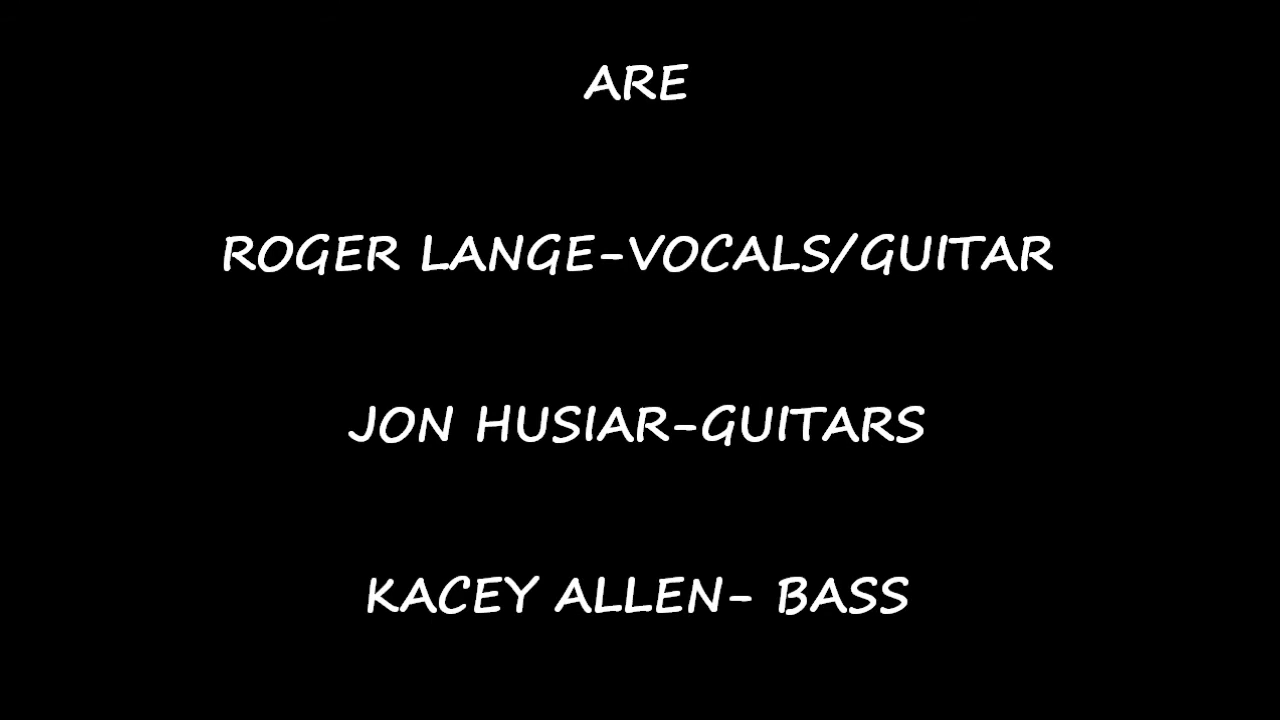 ARE
ROGER LANGE-VOCALS/GUITAR
JON HUSIAR-GUITARS
KACEY ALLEN- BASS